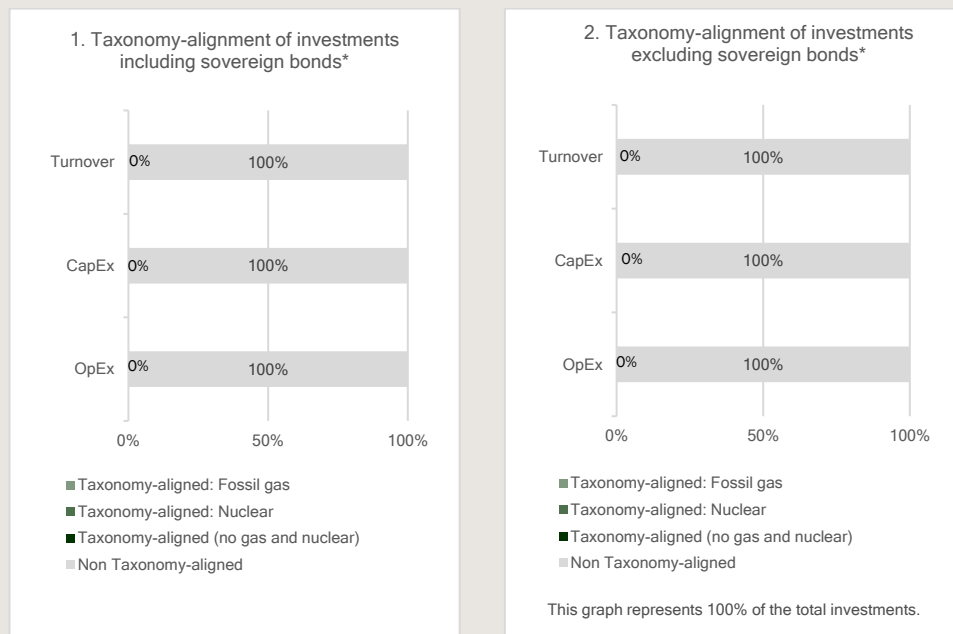 1. Taxonomy-alignment of investments
including sovereign bonds*
Turnover 0% 100%
CapEx 0% 100%
OpEx 0% 100%
0% 50% 100%
Taxonomy-aligned: Fossil gas
Taxonomy-aligned: Nuclear
Taxonomy-aligned (no gas and nuclear)
Non Taxonomy-aligned
2. Taxonomy-alignment of investments
excluding sovereign bonds*
Turnover 0% 100%
CapEx 0% 100%
OpEx 0% 100%
0% 50% 100%
Taxonomy-aligned: Fossil gas
Taxonomy-aligned: Nuclear
Taxonomy-aligned (no gas and nuclear)
Non Taxonomy-aligned
This graph represents 100% of the total investments.